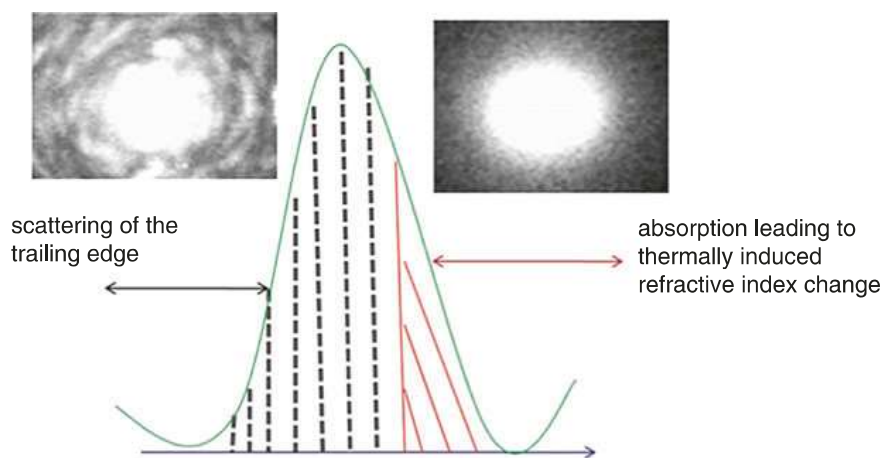 scattering of the
trailing edge
absorption leading to
thermally induced
refractive index change